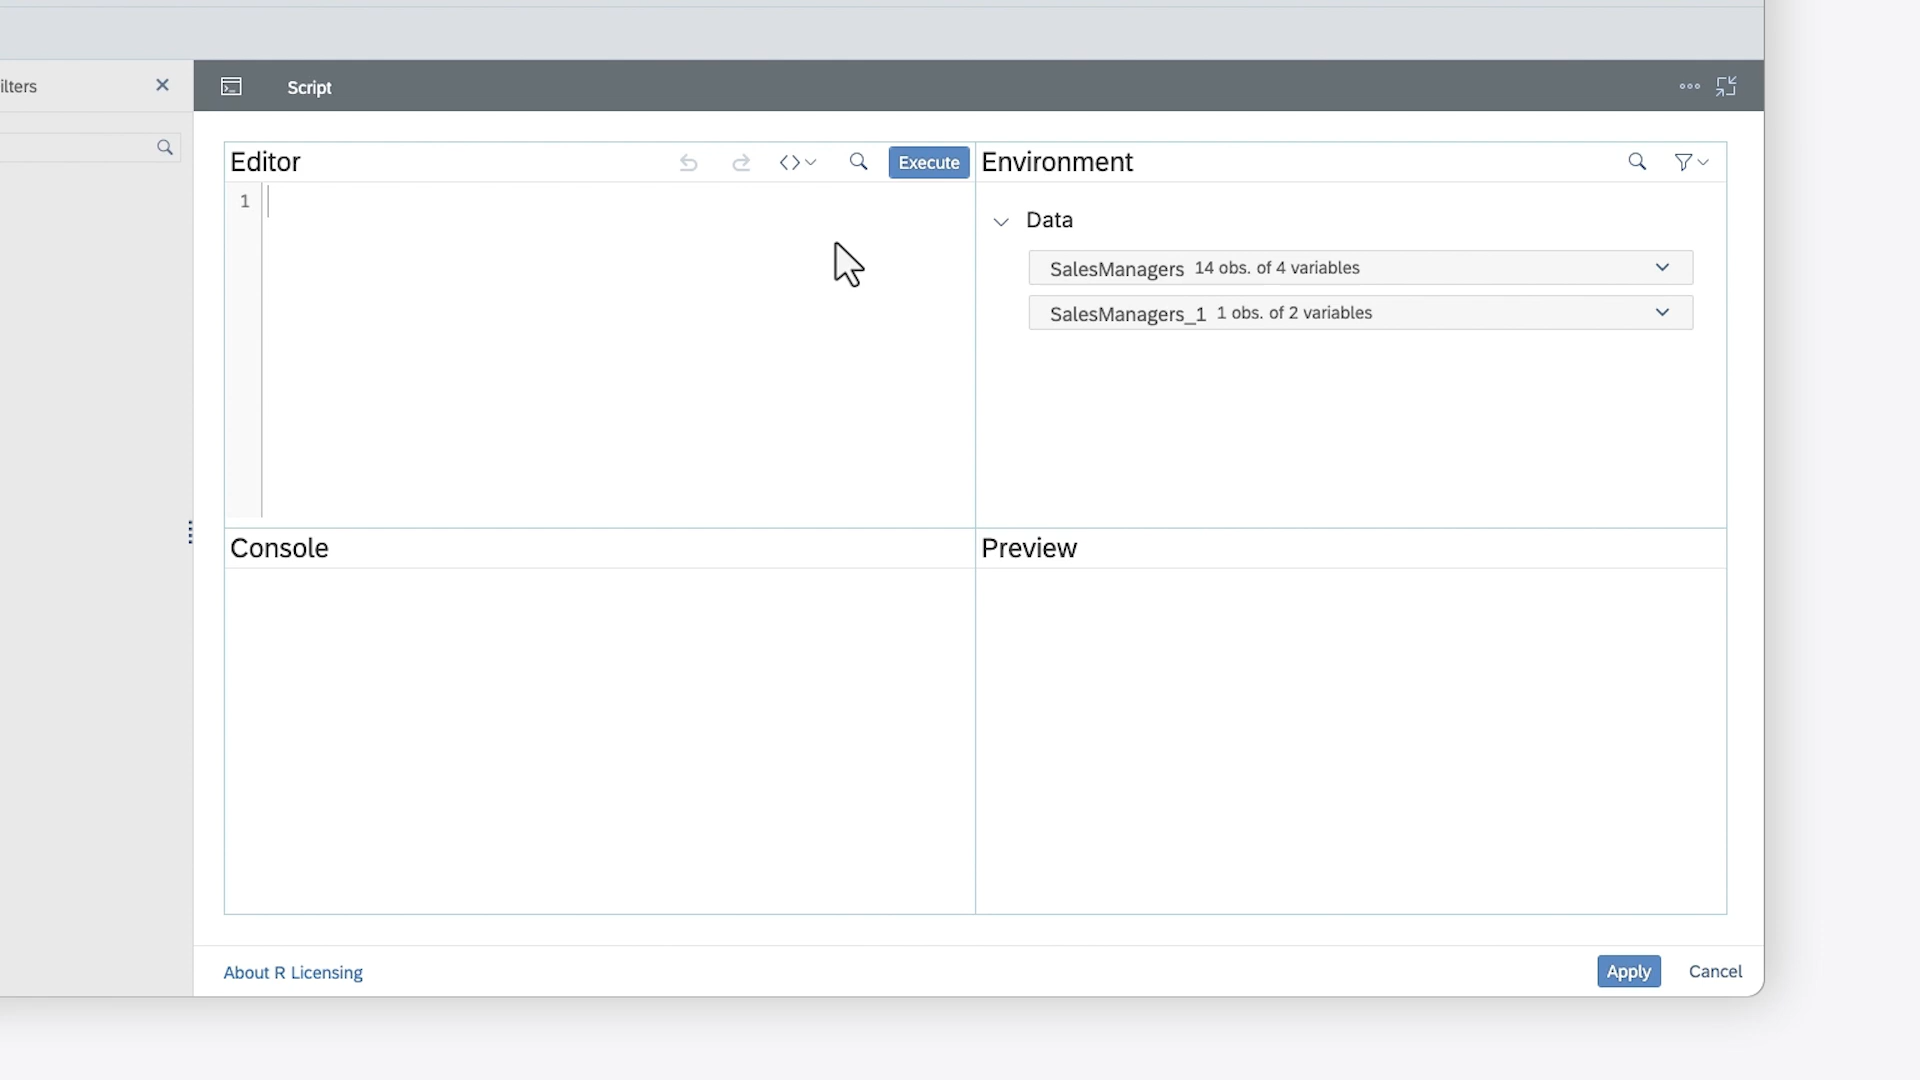 ilters
Script
Editor
Execute
Environment
1
Data
SalesManagers 14 obs. of 4 variables
SalesManagers_1 1 obs. of 2 variables
Console
Preview
About R Licensing
Apply
Cancel